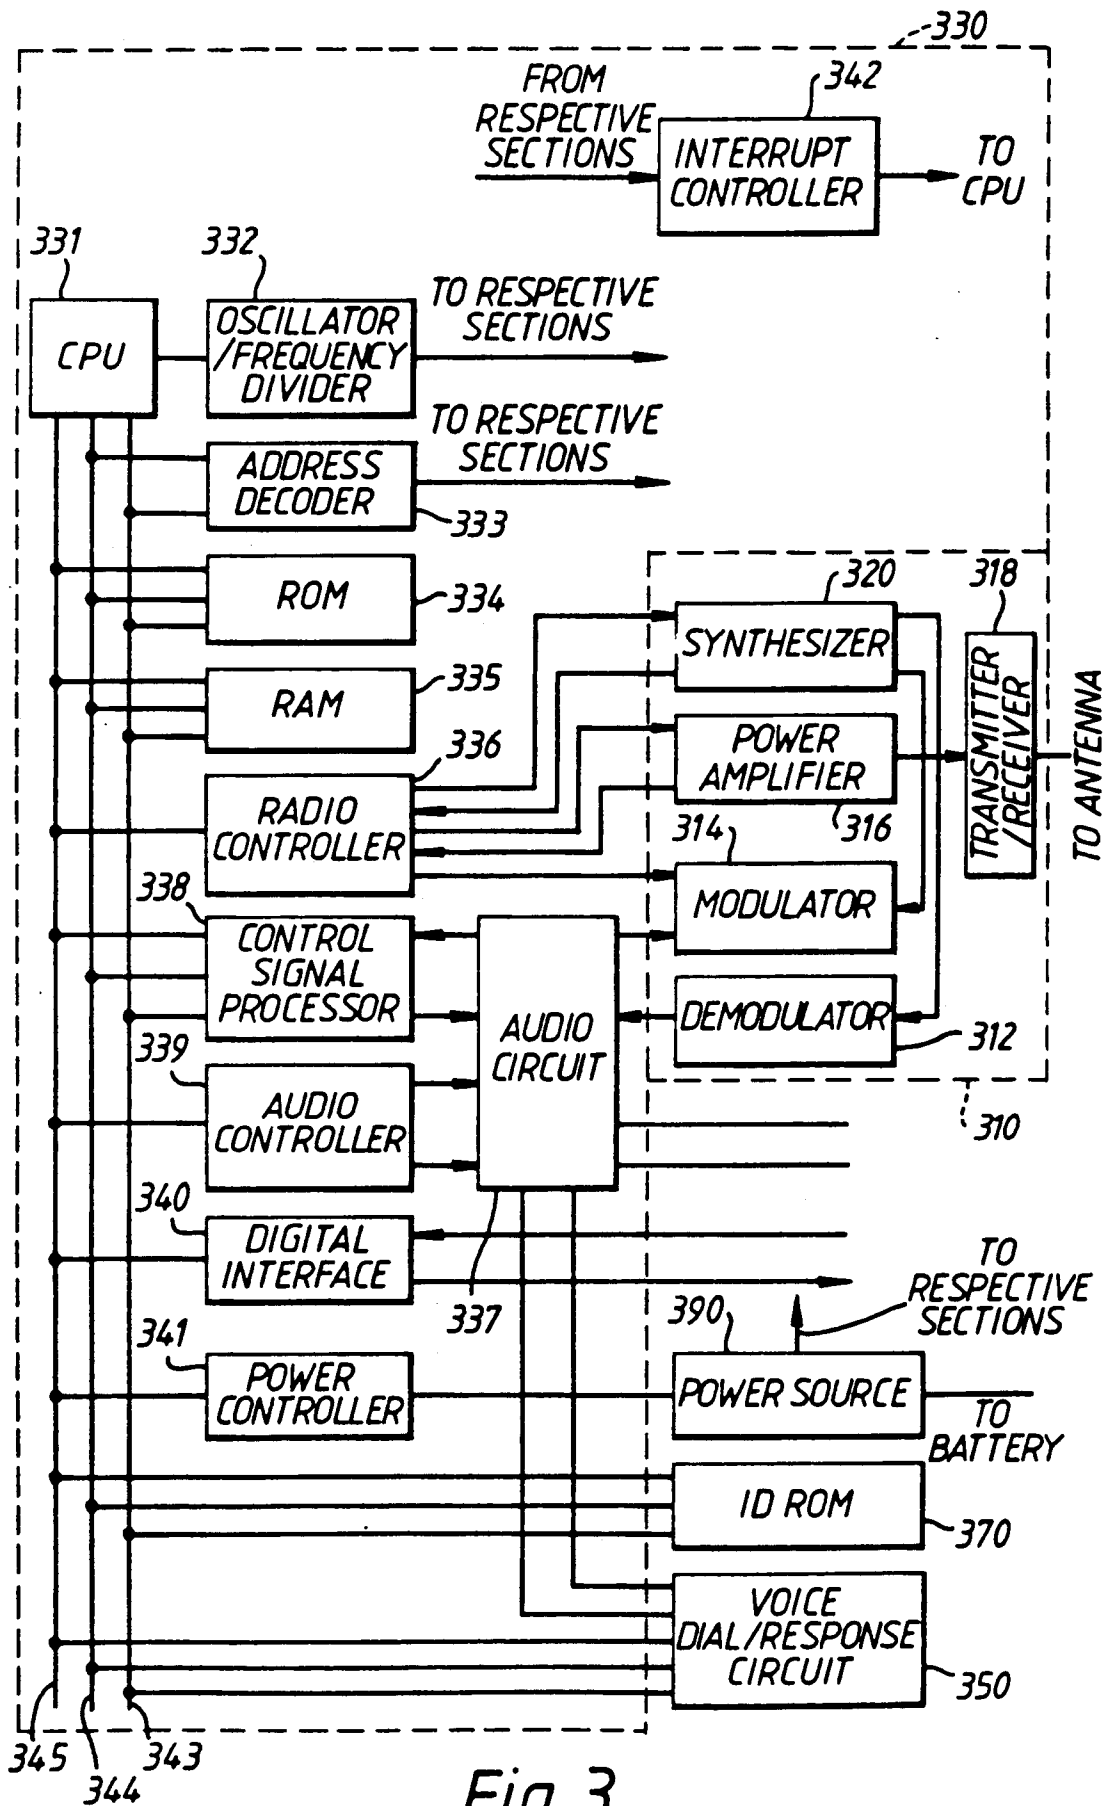 330
FROM
RESPECTIVE
SECTIONS
342
INTERRUPT
CONTROLLER
TO
CPU
331
CPU
332
OSCILLATOR
/FREQUENCY
DIVIDER
TO RESPECTIVE
SECTIONS
ADDRESS
DECODER
333
TO RESPECTIVE
SECTIONS
ROM
334
RAM
335
336
RADIO
CONTROLLER
320
SYNTHESIZER
318
TRANSMITTER
/RECEIVER
TO ANTENNA
POWER
AMPLIFIER
316
314
MODULATOR
DEMODULATOR
312
310
338
CONTROL
SIGNAL
PROCESSOR
AUDIO
CIRCUIT
337
339
AUDIO
CONTROLLER
340
DIGITAL
INTERFACE
341
POWER
CONTROLLER
390
POWER SOURCE
TO
RESPECTIVE
SECTIONS
TO
BATTERY
ID ROM
370
VOICE
DIAL/RESPONSE
CIRCUIT
350
345
344
343
Fig. 3